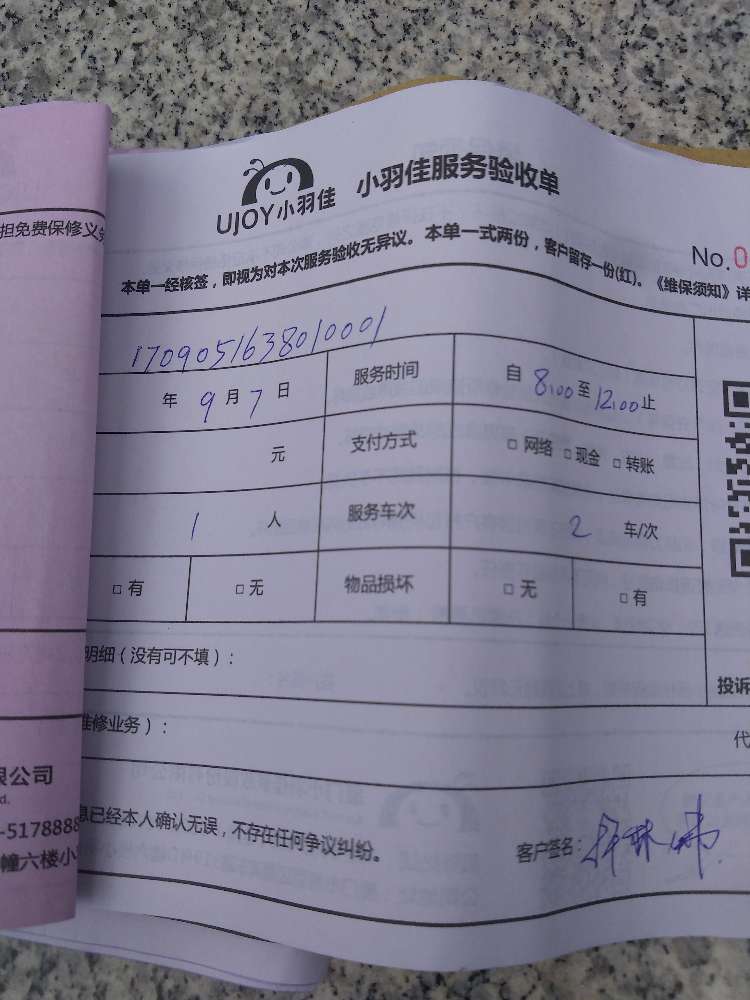 担免费保修义务
UJOY小羽佳 小羽佳服务验收单
No.0
本单一经核签，即视为对本次服务验收无异议。本单一式两份，客户留存一份(红)。《维保须知》详
1709051638010001
年 9 月 7 日 服务时间 自 8:00 至 12:00 止
元 支付方式 □ 网络 □ 现金 □ 转账
1 人 服务车次 2 车/次
□ 有 □ 无 物品损坏 □ 无 □ 有
明细（没有可不填）：
投诉
维修业务）：
代
限公司
d.
-5178888
幢六楼小
息已经本人确认无误，不存在任何争议纠纷。
客户签名：